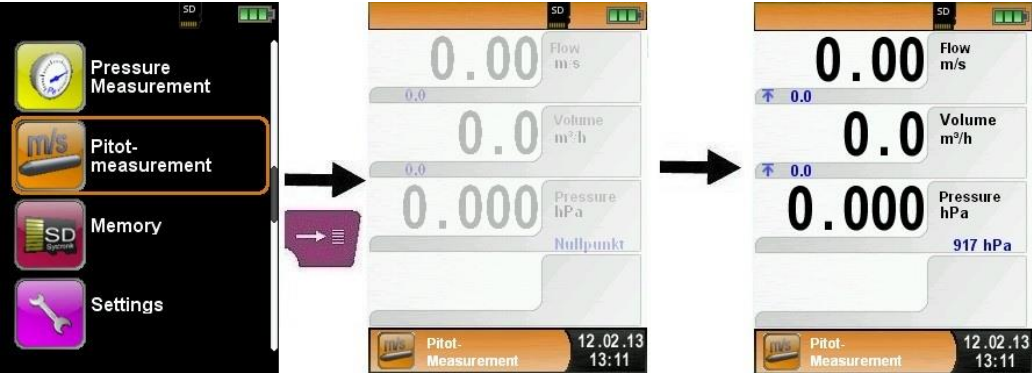 SD
Pressure
Measurement
Pa
m/s
Pitot-
measurement
SD
Memory
Settings
SD
0.00
Flow
m/s
0.0
0.0
Volume
m³/h
0.0
0.000
Pressure
hPa
Nullpunkt
m/s
Pitot-
Measurement
12.02.13
13:11
SD
0.00
Flow
m/s
0.0
0.0
Volume
m³/h
0.0
0.000
Pressure
hPa
917 hPa
m/s
Pitot-
Measurement
12.02.13
13:11